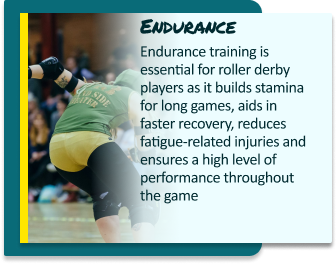 ENDURANCE
Endurance training is
essential for roller derby
players as it builds stamina
for long games, aids in
faster recovery, reduces
fatigue-related injuries and
ensures a high level of
performance throughout
the game